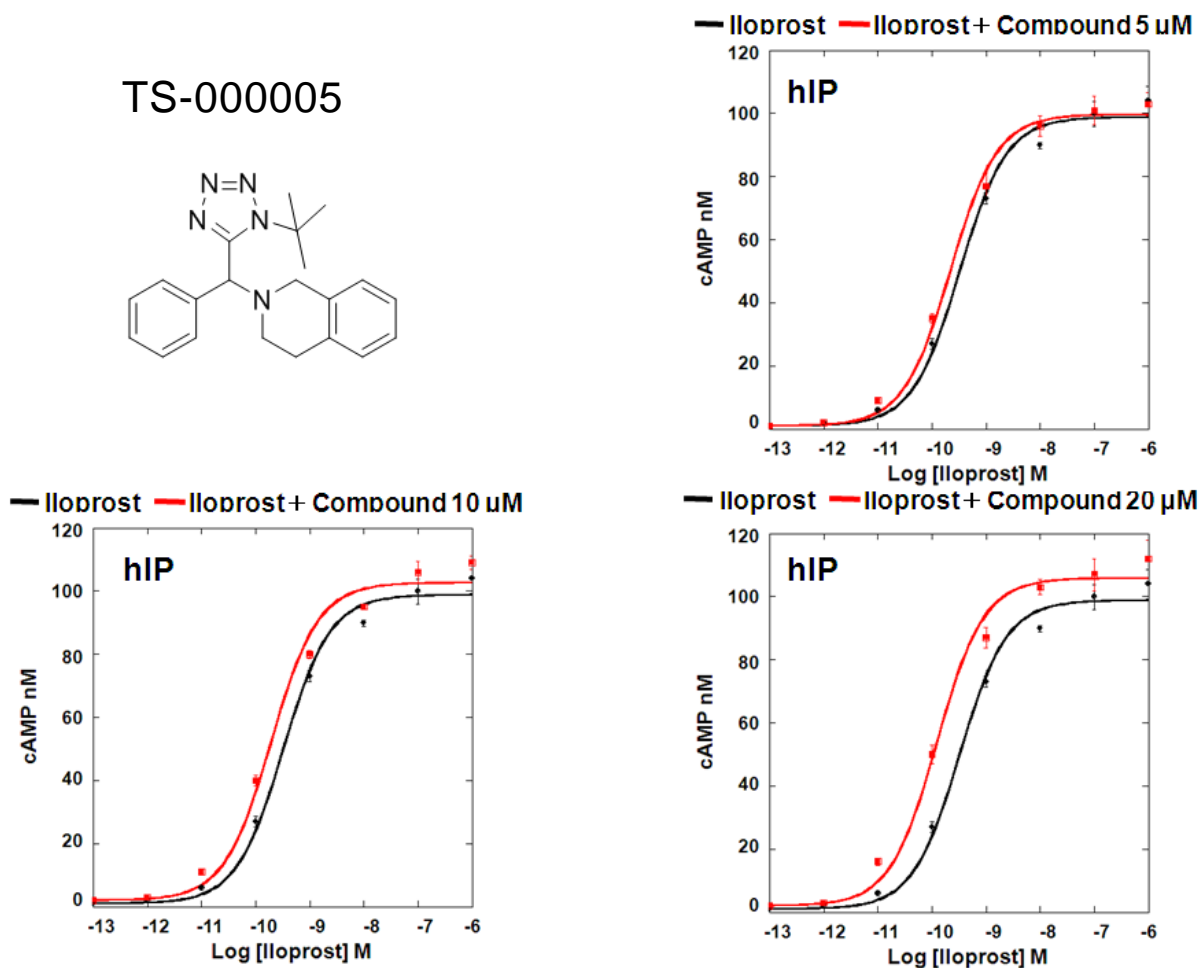 TS-000005
N=N
N
N
N
Iloprost Iloprost + Compound 5 µM
hIP
cAMP nM
120
100
80
60
40
20
0
-13 -12 -11 -10 -9 -8 -7 -6
Log [Iloprost] M
Iloprost Iloprost + Compound 10 µM
hIP
cAMP nM
120
100
80
60
40
20
0
-13 -12 -11 -10 -9 -8 -7 -6
Log [Iloprost] M
Iloprost Iloprost + Compound 20 µM
hIP
cAMP nM
120
100
80
60
40
20
0
-13 -12 -11 -10 -9 -8 -7 -6
Log [Iloprost] M